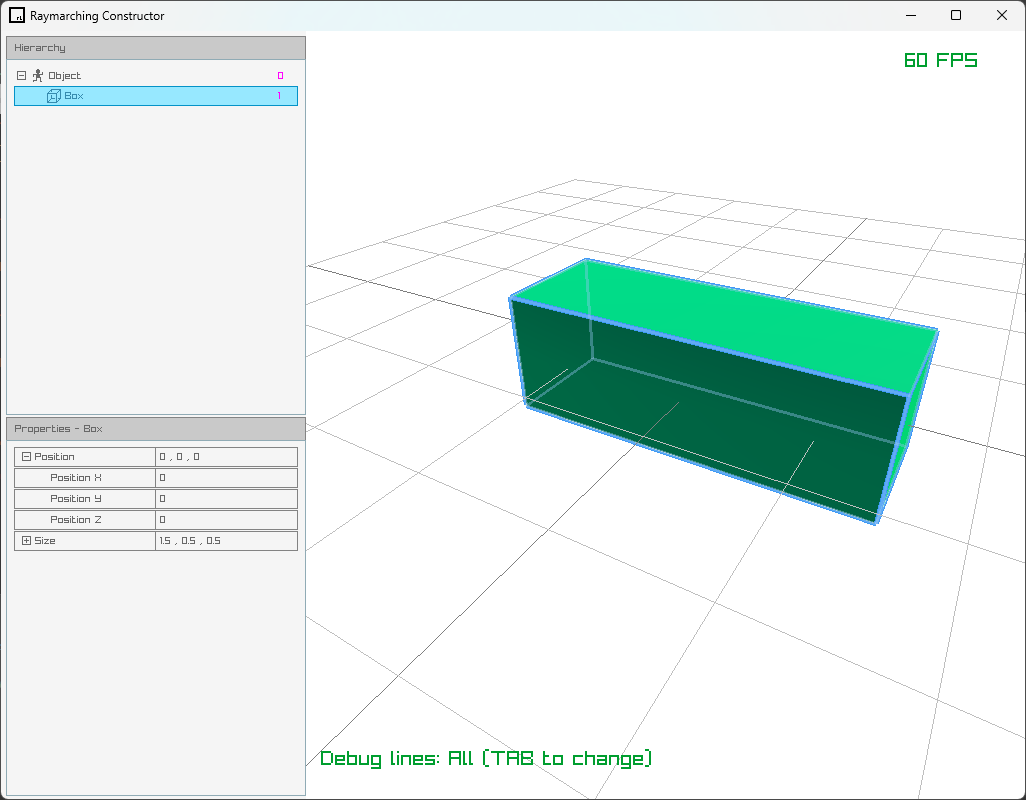 Raymarching Constructor
Hierarchy
60 FPS
Object 0
Box 1
Properties - Box
Position 0 , 0 , 0
Position X 0
Position Y 0
Position Z 0
Size 1.5 , 0.5 , 0.5
Debug lines: All (TAB to change)